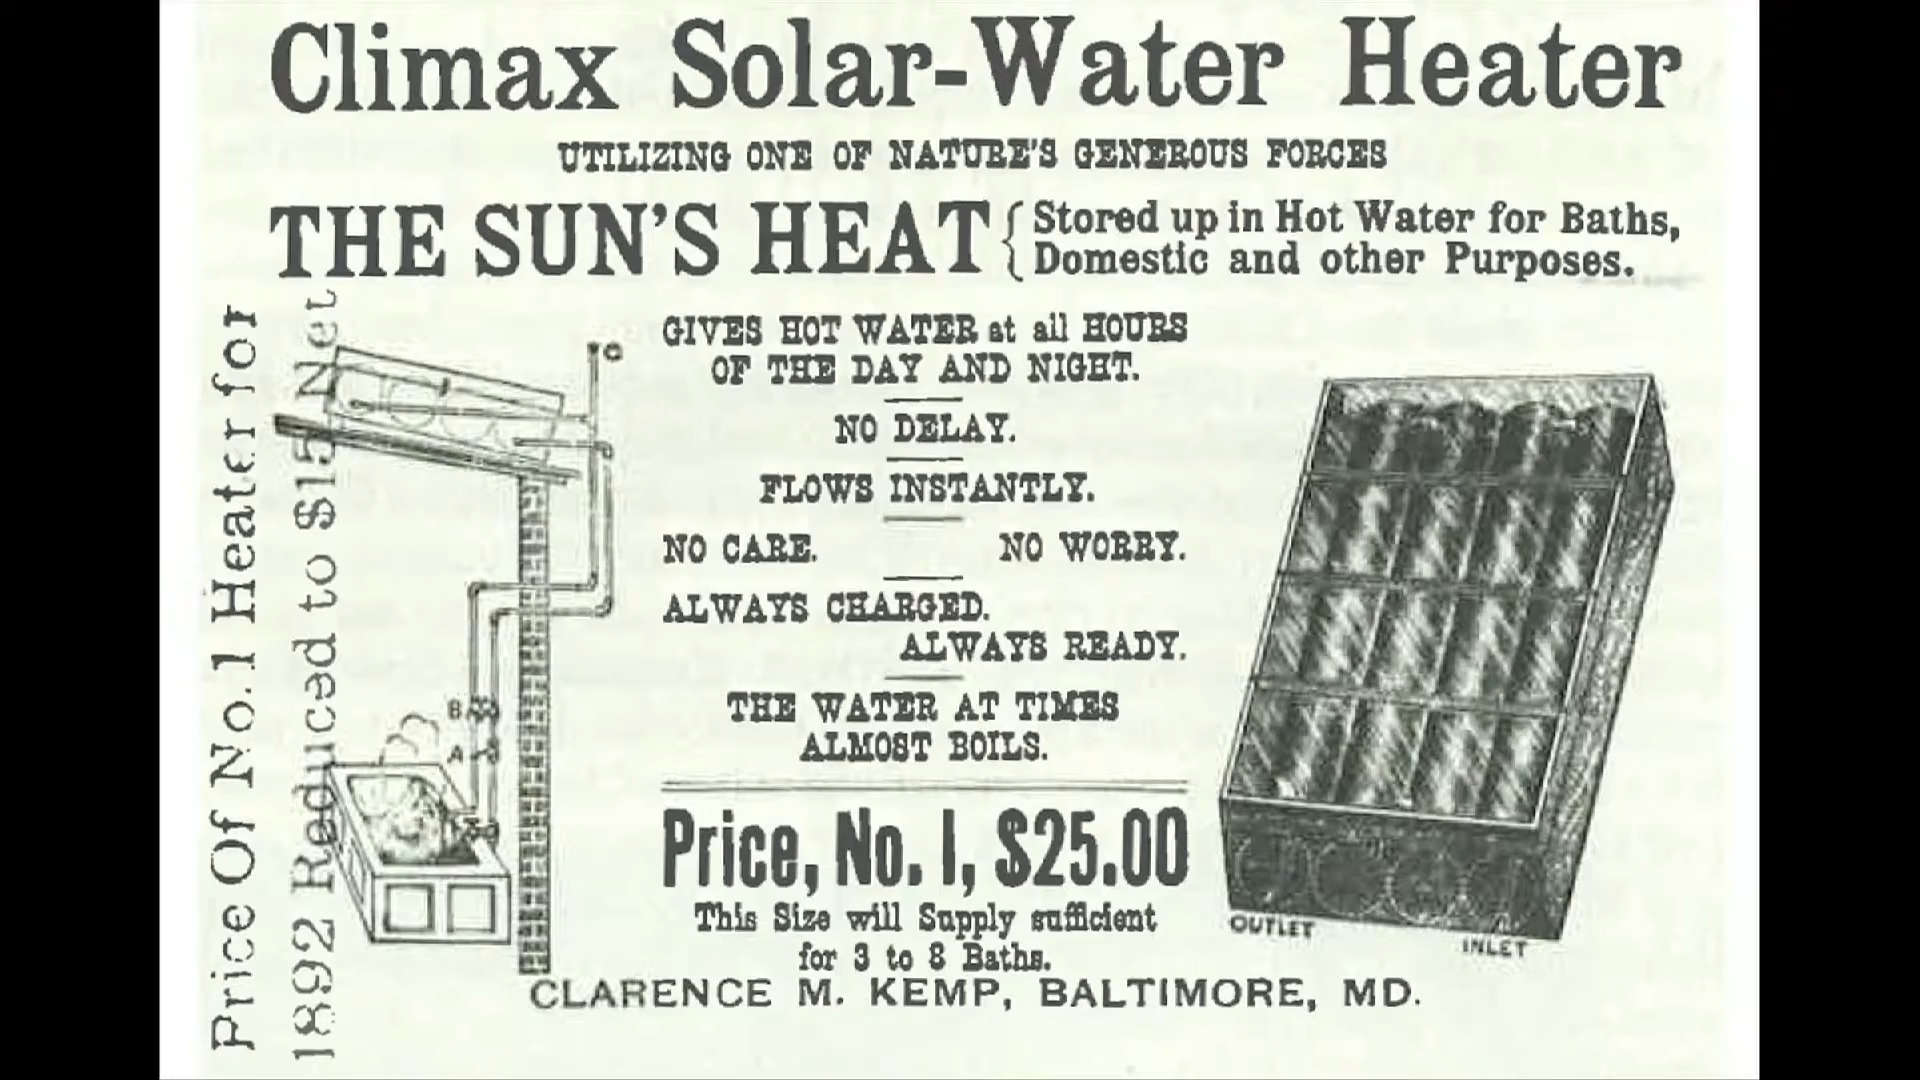 Climax Solar-Water Heater
UTILIZING ONE OF NATURE'S GENEROUS FORCES
THE SUN'S HEAT { Stored up in Hot Water for Baths,
Domestic and other Purposes.
GIVES HOT WATER at all HOURS
OF THE DAY AND NIGHT.
NO DELAY.
FLOWS INSTANTLY.
NO CARE. NO WORRY.
ALWAYS CHARGED.
ALWAYS READY.
THE WATER AT TIMES
ALMOST BOILS.
Price, No. 1, $25.00
This Size will Supply sufficient
for 3 to 8 Baths.
CLARENCE M. KEMP, BALTIMORE, MD.
Price Of No. 1 Heater for
1892 Reduced to $15 Net
C
B
A
OUTLET
INLET